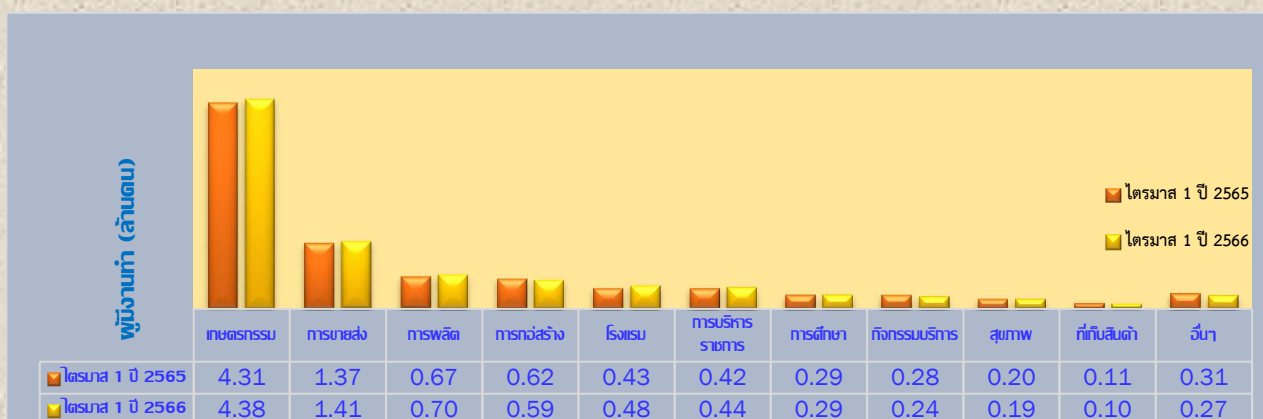 ผู้มีงานทำ (ล้านคน)
ไตรมาส 1 ปี 2565
ไตรมาส 1 ปี 2566
เกษตรกรรม การขายส่ง การผลิต การกอ่สร้าง โรงแรม การบริหาร ราชการ การศึกษา กิจกรรมบริการ สุขภาพ ที่เก็บสินค้า อื่นๆ
ไตรมาส 1 ปี 2565 4.31 1.37 0.67 0.62 0.43 0.42 0.29 0.28 0.20 0.11 0.31
ไตรมาส 1 ปี 2566 4.38 1.41 0.70 0.59 0.48 0.44 0.29 0.24 0.19 0.10 0.27